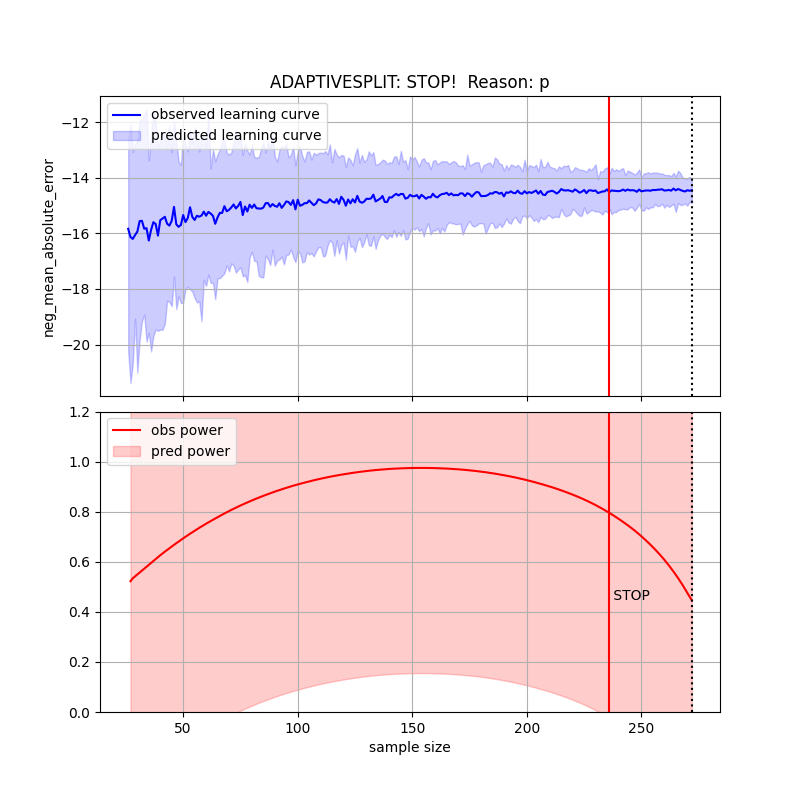 ADAPTIVESPLIT: STOP!  Reason: p
observed learning curve
predicted learning curve
neg_mean_absolute_error
−12
−14
−16
−18
−20
obs power
pred power
1.2
1.0
0.8
0.6
0.4
0.2
0.0
STOP
50
100
150
200
250
sample size